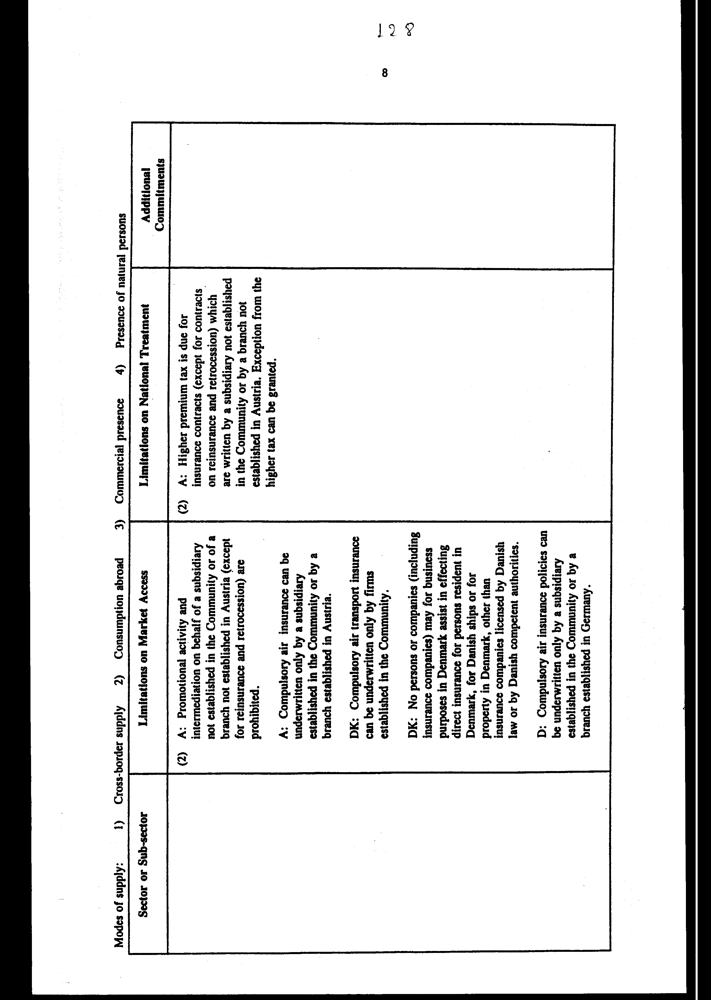 128
8
Modes of supply: 1) Cross-border supply 2) Consumption abroad 3) Commercial presence 4) Presence of natural persons
Sector or Sub-sector
Limitations on Market Access
Limitations on National Treatment
Additional
Commitments
(2) A: Promotional activity and
intermediation on behalf of a subsidiary
not established in the Community or of a
branch not established in Austria (except
for reinsurance and retrocession) are
prohibited.
A: Compulsory air insurance can be
underwritten only by a subsidiary
established in the Community or by a
branch established in Austria.
DK: Compulsory air transport insurance
can be underwritten only by firms
established in the Community.
DK: No persons or companies (including
insurance companies) may for business
purposes in Denmark assist in effecting
direct insurance for persons resident in
Denmark, for Danish ships or for
property in Denmark, other than
insurance companies licensed by Danish
law or by Danish competent authorities.
D: Compulsory air insurance policies can
be underwritten only by a subsidiary
established in the Community or by a
branch established in Germany.
(2) A: Higher premium tax is due for
insurance contracts (except for contracts
on reinsurance and retrocession) which
are written by a subsidiary not established
in the Community or by a branch not
established in Austria. Exception from the
higher tax can be granted.